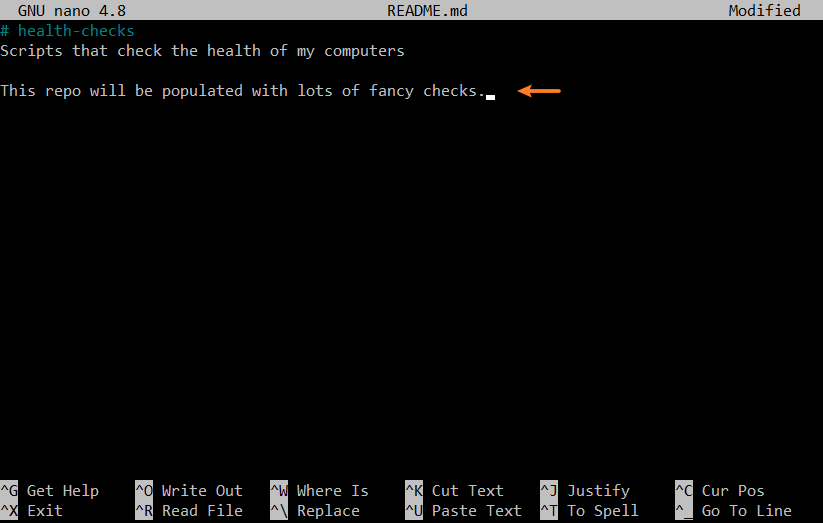 GNU nano 4.8 README.md Modified
# health-checks
Scripts that check the health of my computers
This repo will be populated with lots of fancy checks.
^G Get Help ^O Write Out ^W Where Is ^K Cut Text ^J Justify ^C Cur Pos
^X Exit ^R Read File ^\ Replace ^U Paste Text ^T To Spell ^_ Go To Line